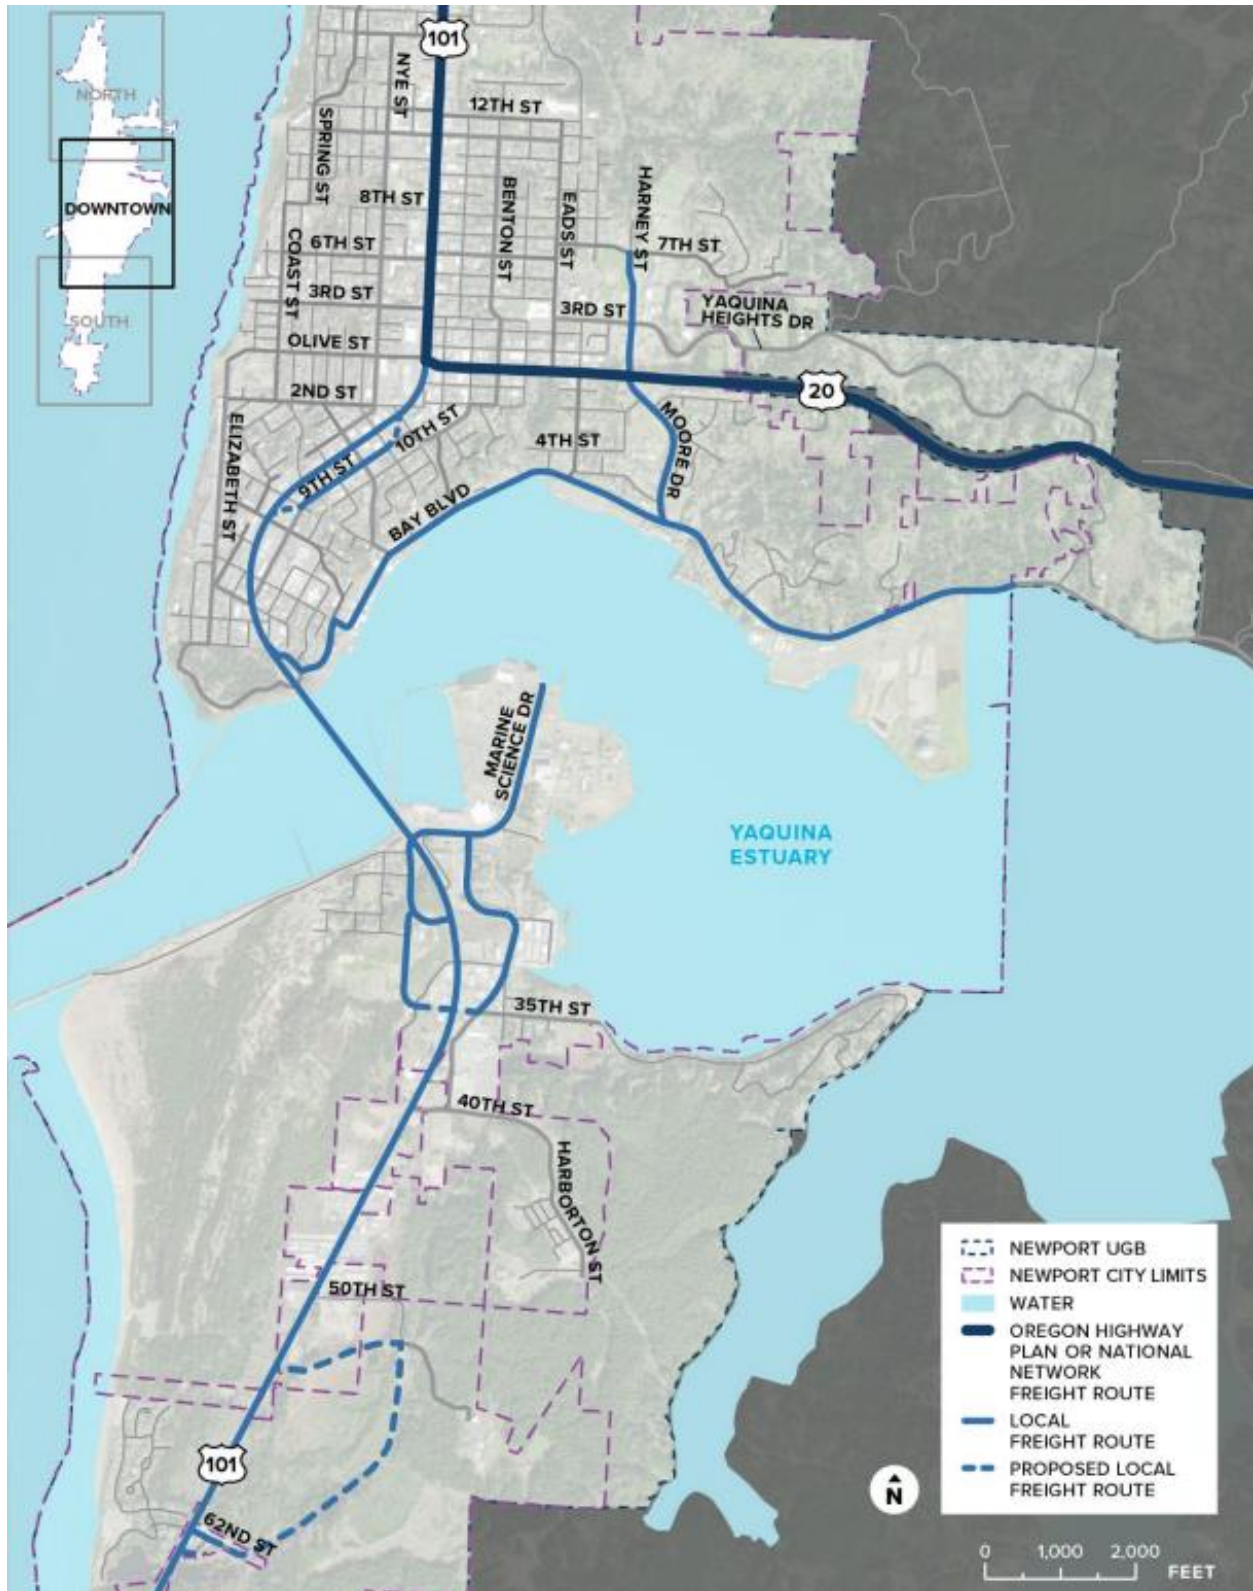 101
NORTH
DOWNTOWN
SOUTH
NYE ST
12TH ST
SPRING ST
8TH ST
BENTON ST
EADS ST
HARNEY ST
7TH ST
COAST ST
6TH ST
3RD ST
3RD ST
YAQUINA
HEIGHTS DR
OLIVE ST
20
2ND ST
ELIZABETH ST
10TH ST
4TH ST
MOORE DR
9TH ST
BAY BLVD
MARINE
SCIENCE DR
YAQUINA
ESTUARY
35TH ST
40TH ST
HARBORTON ST
50TH ST
101
62ND ST
NEWPORT UGB
NEWPORT CITY LIMITS
WATER
OREGON HIGHWAY
PLAN OR NATIONAL
NETWORK
FREIGHT ROUTE
LOCAL
FREIGHT ROUTE
PROPOSED LOCAL
FREIGHT ROUTE
N
0 1,000 2,000
FEET